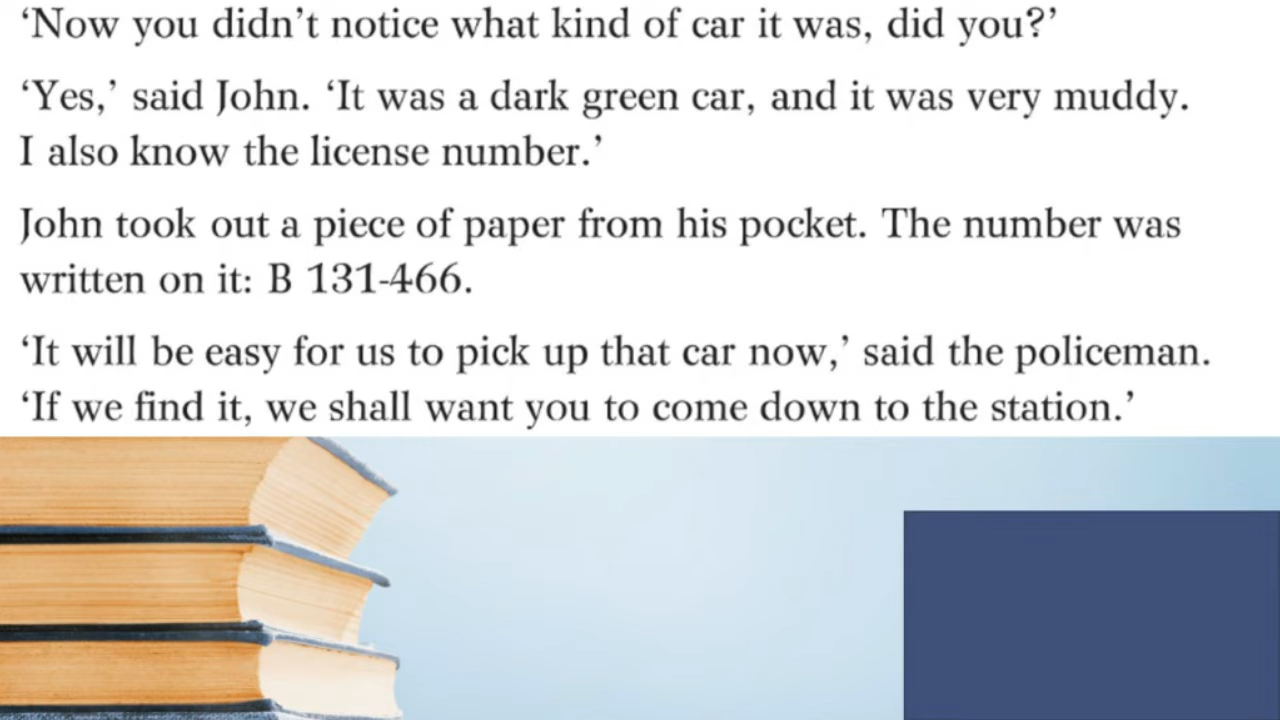 ‘Now you didn’t notice what kind of car it was, did you?’
‘Yes,’ said John. ‘It was a dark green car, and it was very muddy.
I also know the license number.’
John took out a piece of paper from his pocket. The number was
written on it: B 131-466.
‘It will be easy for us to pick up that car now,’ said the policeman.
‘If we find it, we shall want you to come down to the station.’